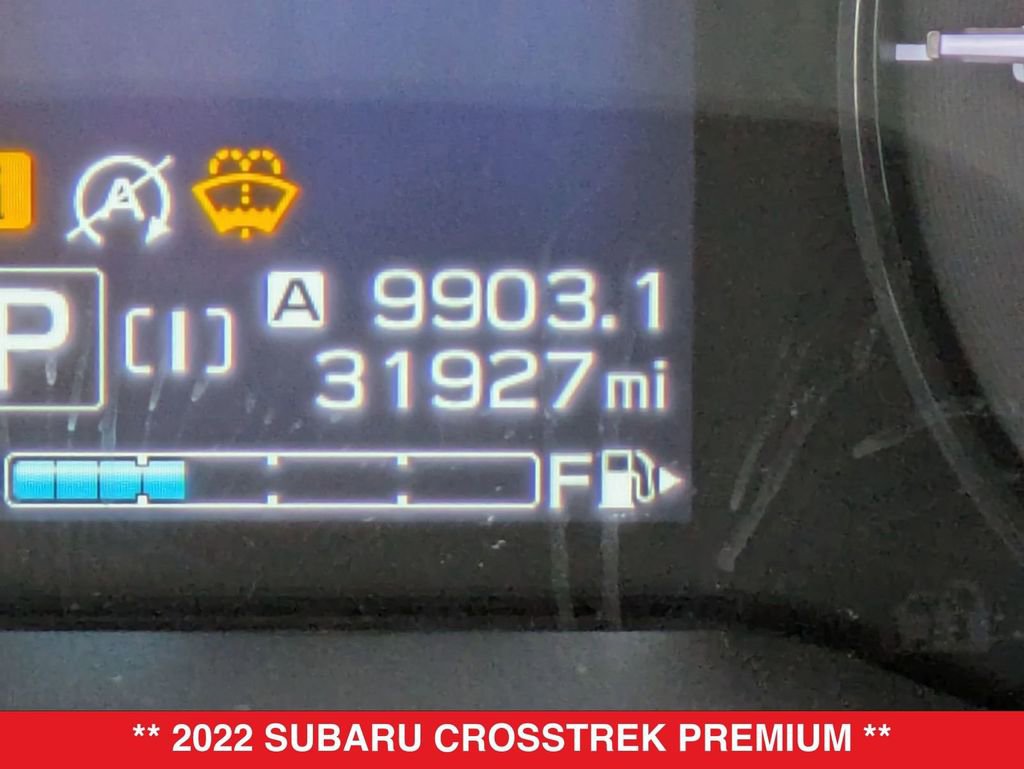 A
P [I] A 9903.1
31927 mi
F
** 2022 SUBARU CROSSTREK PREMIUM **